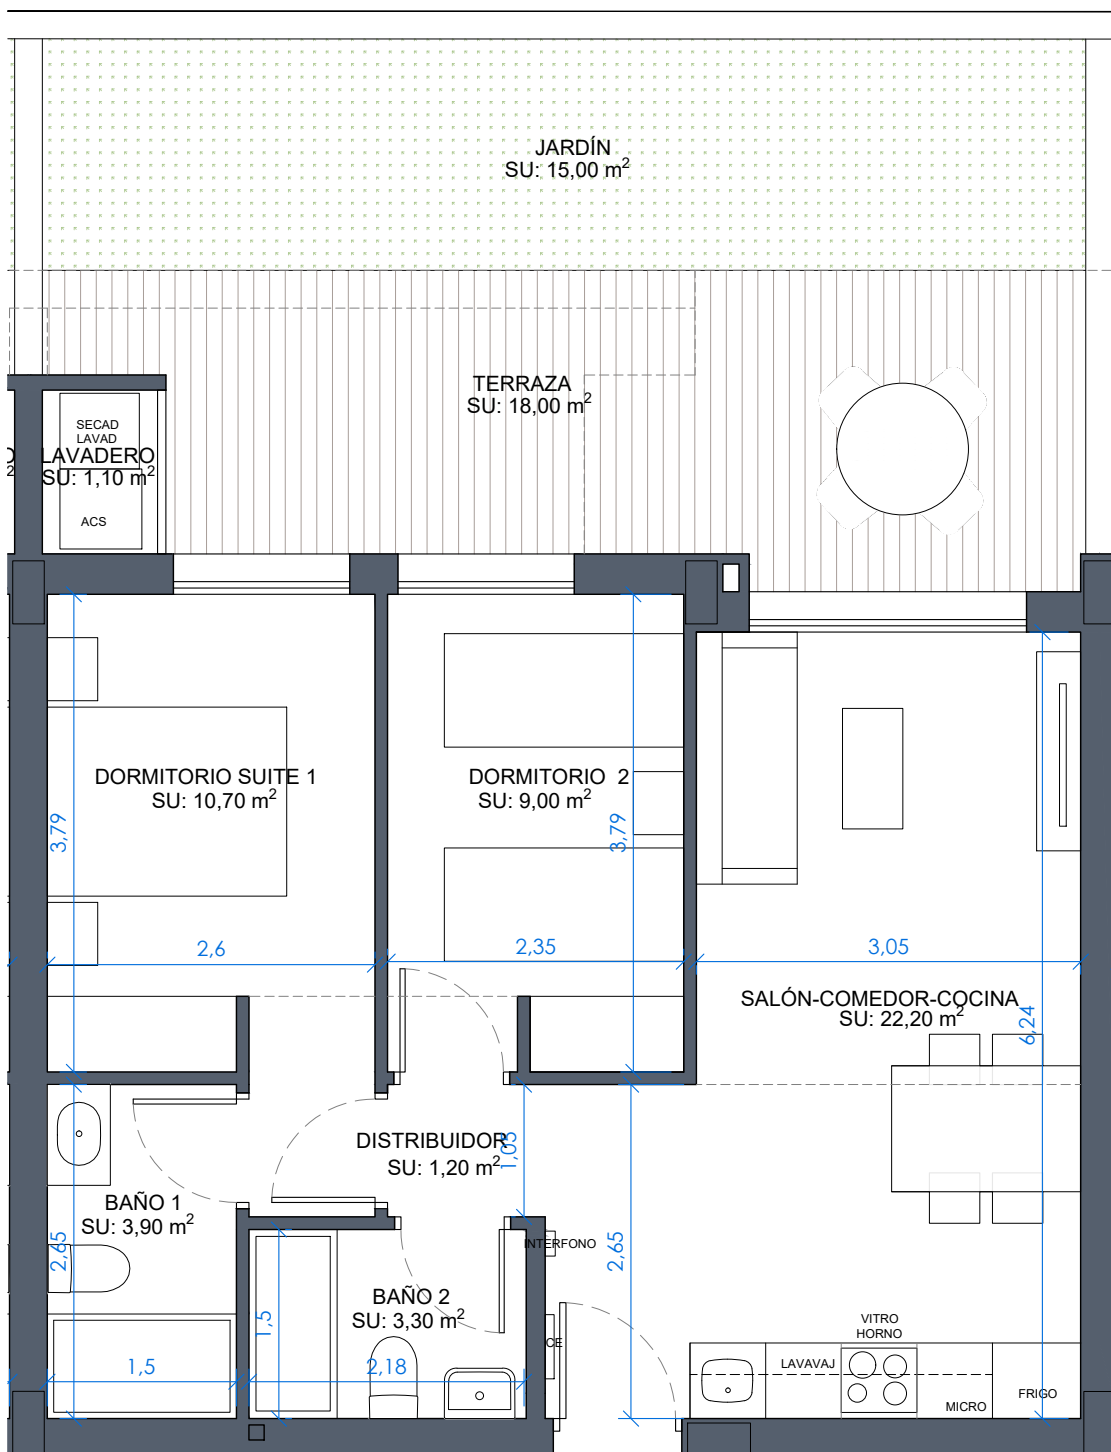 JARDÍN
SU: 15,00 m²
TERRAZA
SU: 18,00 m²
SECAD
LAVAD
LAVADERO
SU: 1,10 m²
ACS
O
2
DORMITORIO SUITE 1
SU: 10,70 m²
DORMITORIO 2
SU: 9,00 m²
3,79
3,79
2,6
2,35
3,05
SALÓN-COMEDOR-COCINA
SU: 22,20 m²
6,24
DISTRIBUIDOR
SU: 1,20 m²
1,05
BAÑO 1
SU: 3,90 m²
2,65
INTERFONO
2,65
BAÑO 2
SU: 3,30 m²
1,5
CE
VITRO
HORNO
LAVAVAJ
1,5
2,18
FRIGO
MICRO